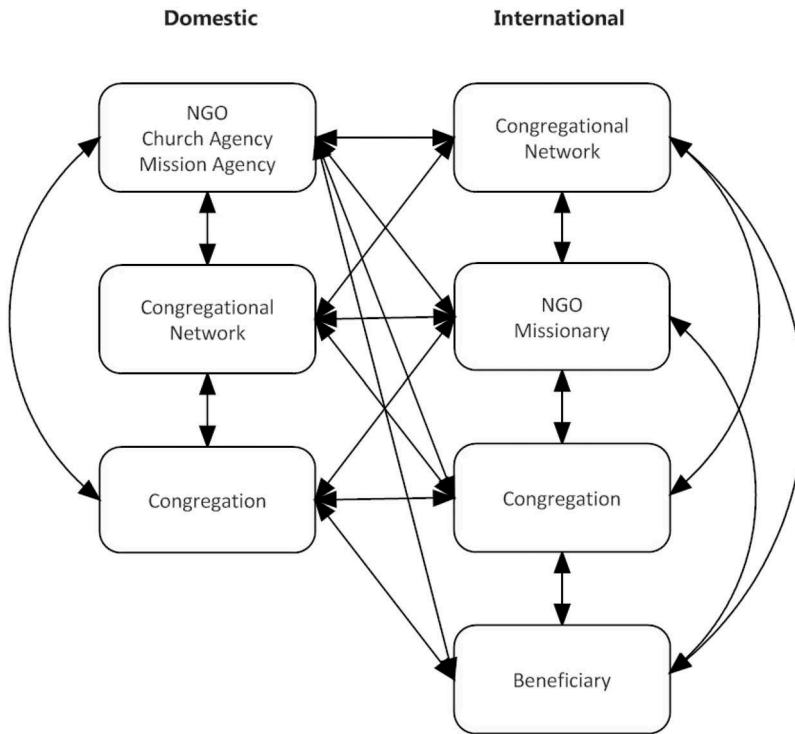 Domestic
International
NGO
Church Agency
Mission Agency
Congregational
Network
Congregational
Network
NGO
Missionary
Congregation
Congregation
Beneficiary